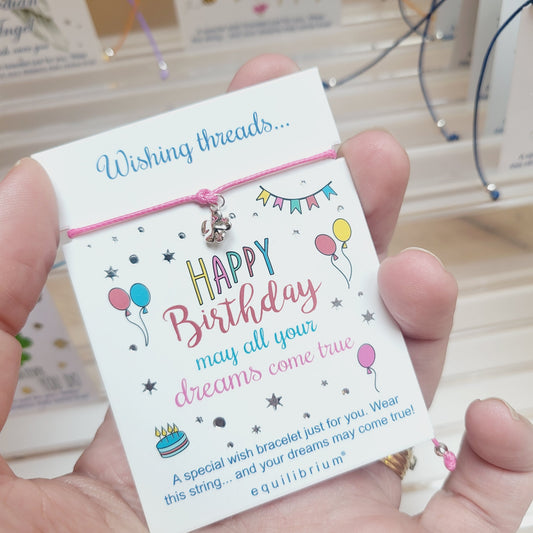 Angel
Wishing threads...
HAPPY
Birthday
may all your
dreams come true
A special wish bracelet just for you. Wear
this string... and your dreams may come true!
equilibrium®